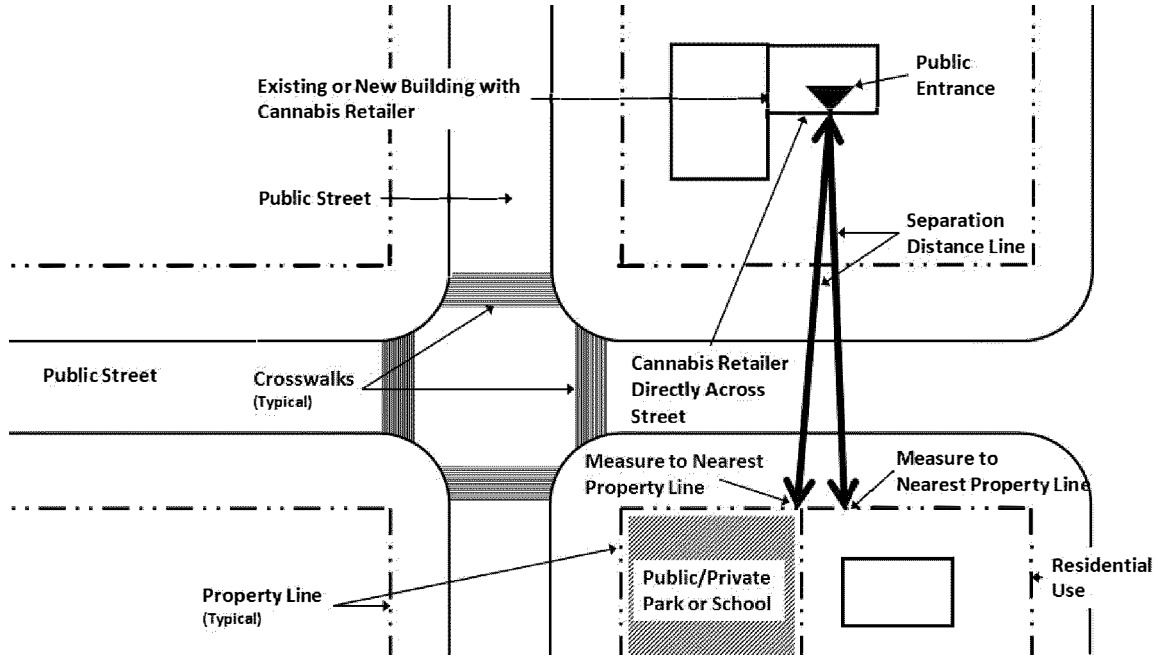 Existing or New Building with
Cannabis Retailer
Public
Entrance
Public Street
Separation
Distance Line
Public Street
Crosswalks
(Typical)
Cannabis Retailer
Directly Across
Street
Measure to Nearest
Property Line
Measure to
Nearest Property Line
Property Line
(Typical)
Public/Private
Park or School
Residential
Use